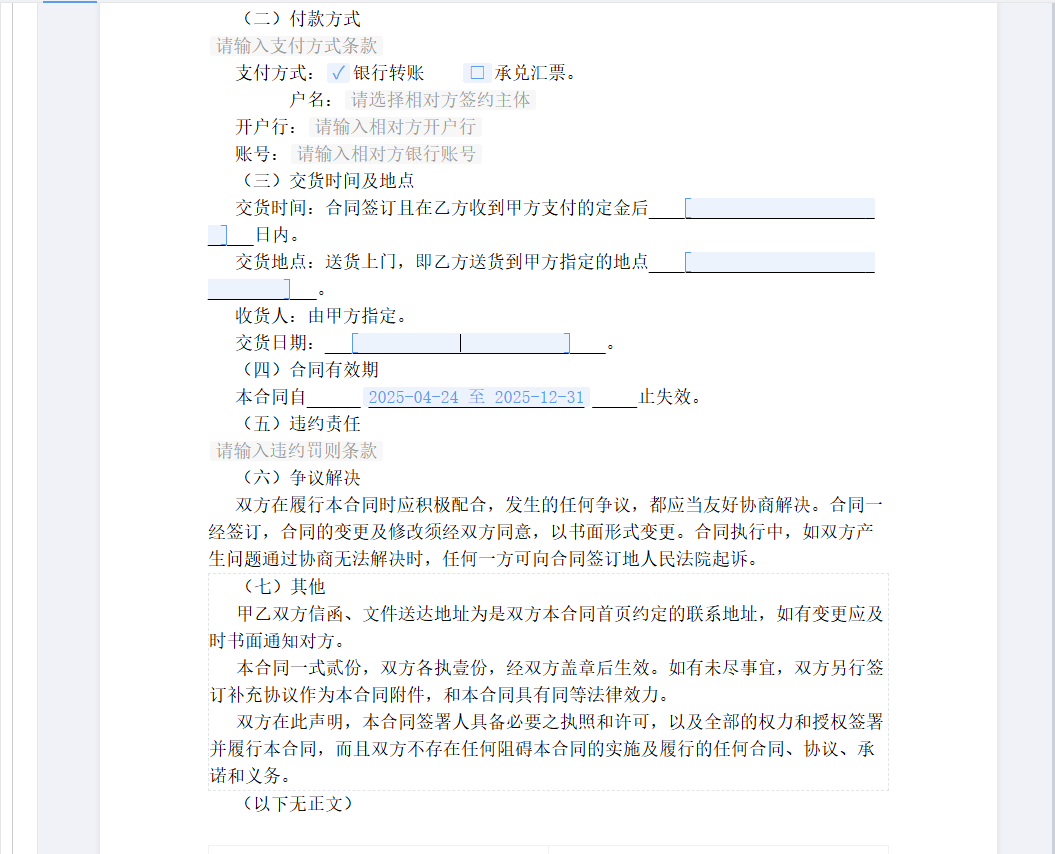 （二）付款方式
请输入支付方式条款
支付方式：✓ 银行转账 □ 承兑汇票。
户名：请选择相对方签约主体
开户行：请输入相对方开户行
账号：请输入相对方银行账号
（三）交货时间及地点
交货时间：合同签订且在乙方收到甲方支付的定金后____[
]___日内。
交货地点：送货上门，即乙方送货到甲方指定的地点____[
]___。
收货人：由甲方指定。
交货日期：___[ ]____。
（四）合同有效期
本合同自______ 2025-04-24 至 2025-12-31 _____止失效。
（五）违约责任
请输入违约罚则条款
（六）争议解决
双方在履行本合同时应积极配合，发生的任何争议，都应当友好协商解决。合同一
经签订，合同的变更及修改须经双方同意，以书面形式变更。合同执行中，如双方产
生问题通过协商无法解决时，任何一方可向合同签订地人民法院起诉。
（七）其他
甲乙双方信函、文件送达地址为是双方本合同首页约定的联系地址，如有变更应及
时书面通知对方。
本合同一式贰份，双方各执壹份，经双方盖章后生效。如有未尽事宜，双方另行签
订补充协议作为本合同附件，和本合同具有同等法律效力。
双方在此声明，本合同签署人具备必要之执照和许可，以及全部的权力和授权签署
并履行本合同，而且双方不存在任何阻碍本合同的实施及履行的任何合同、协议、承
诺和义务。
（以下无正文）